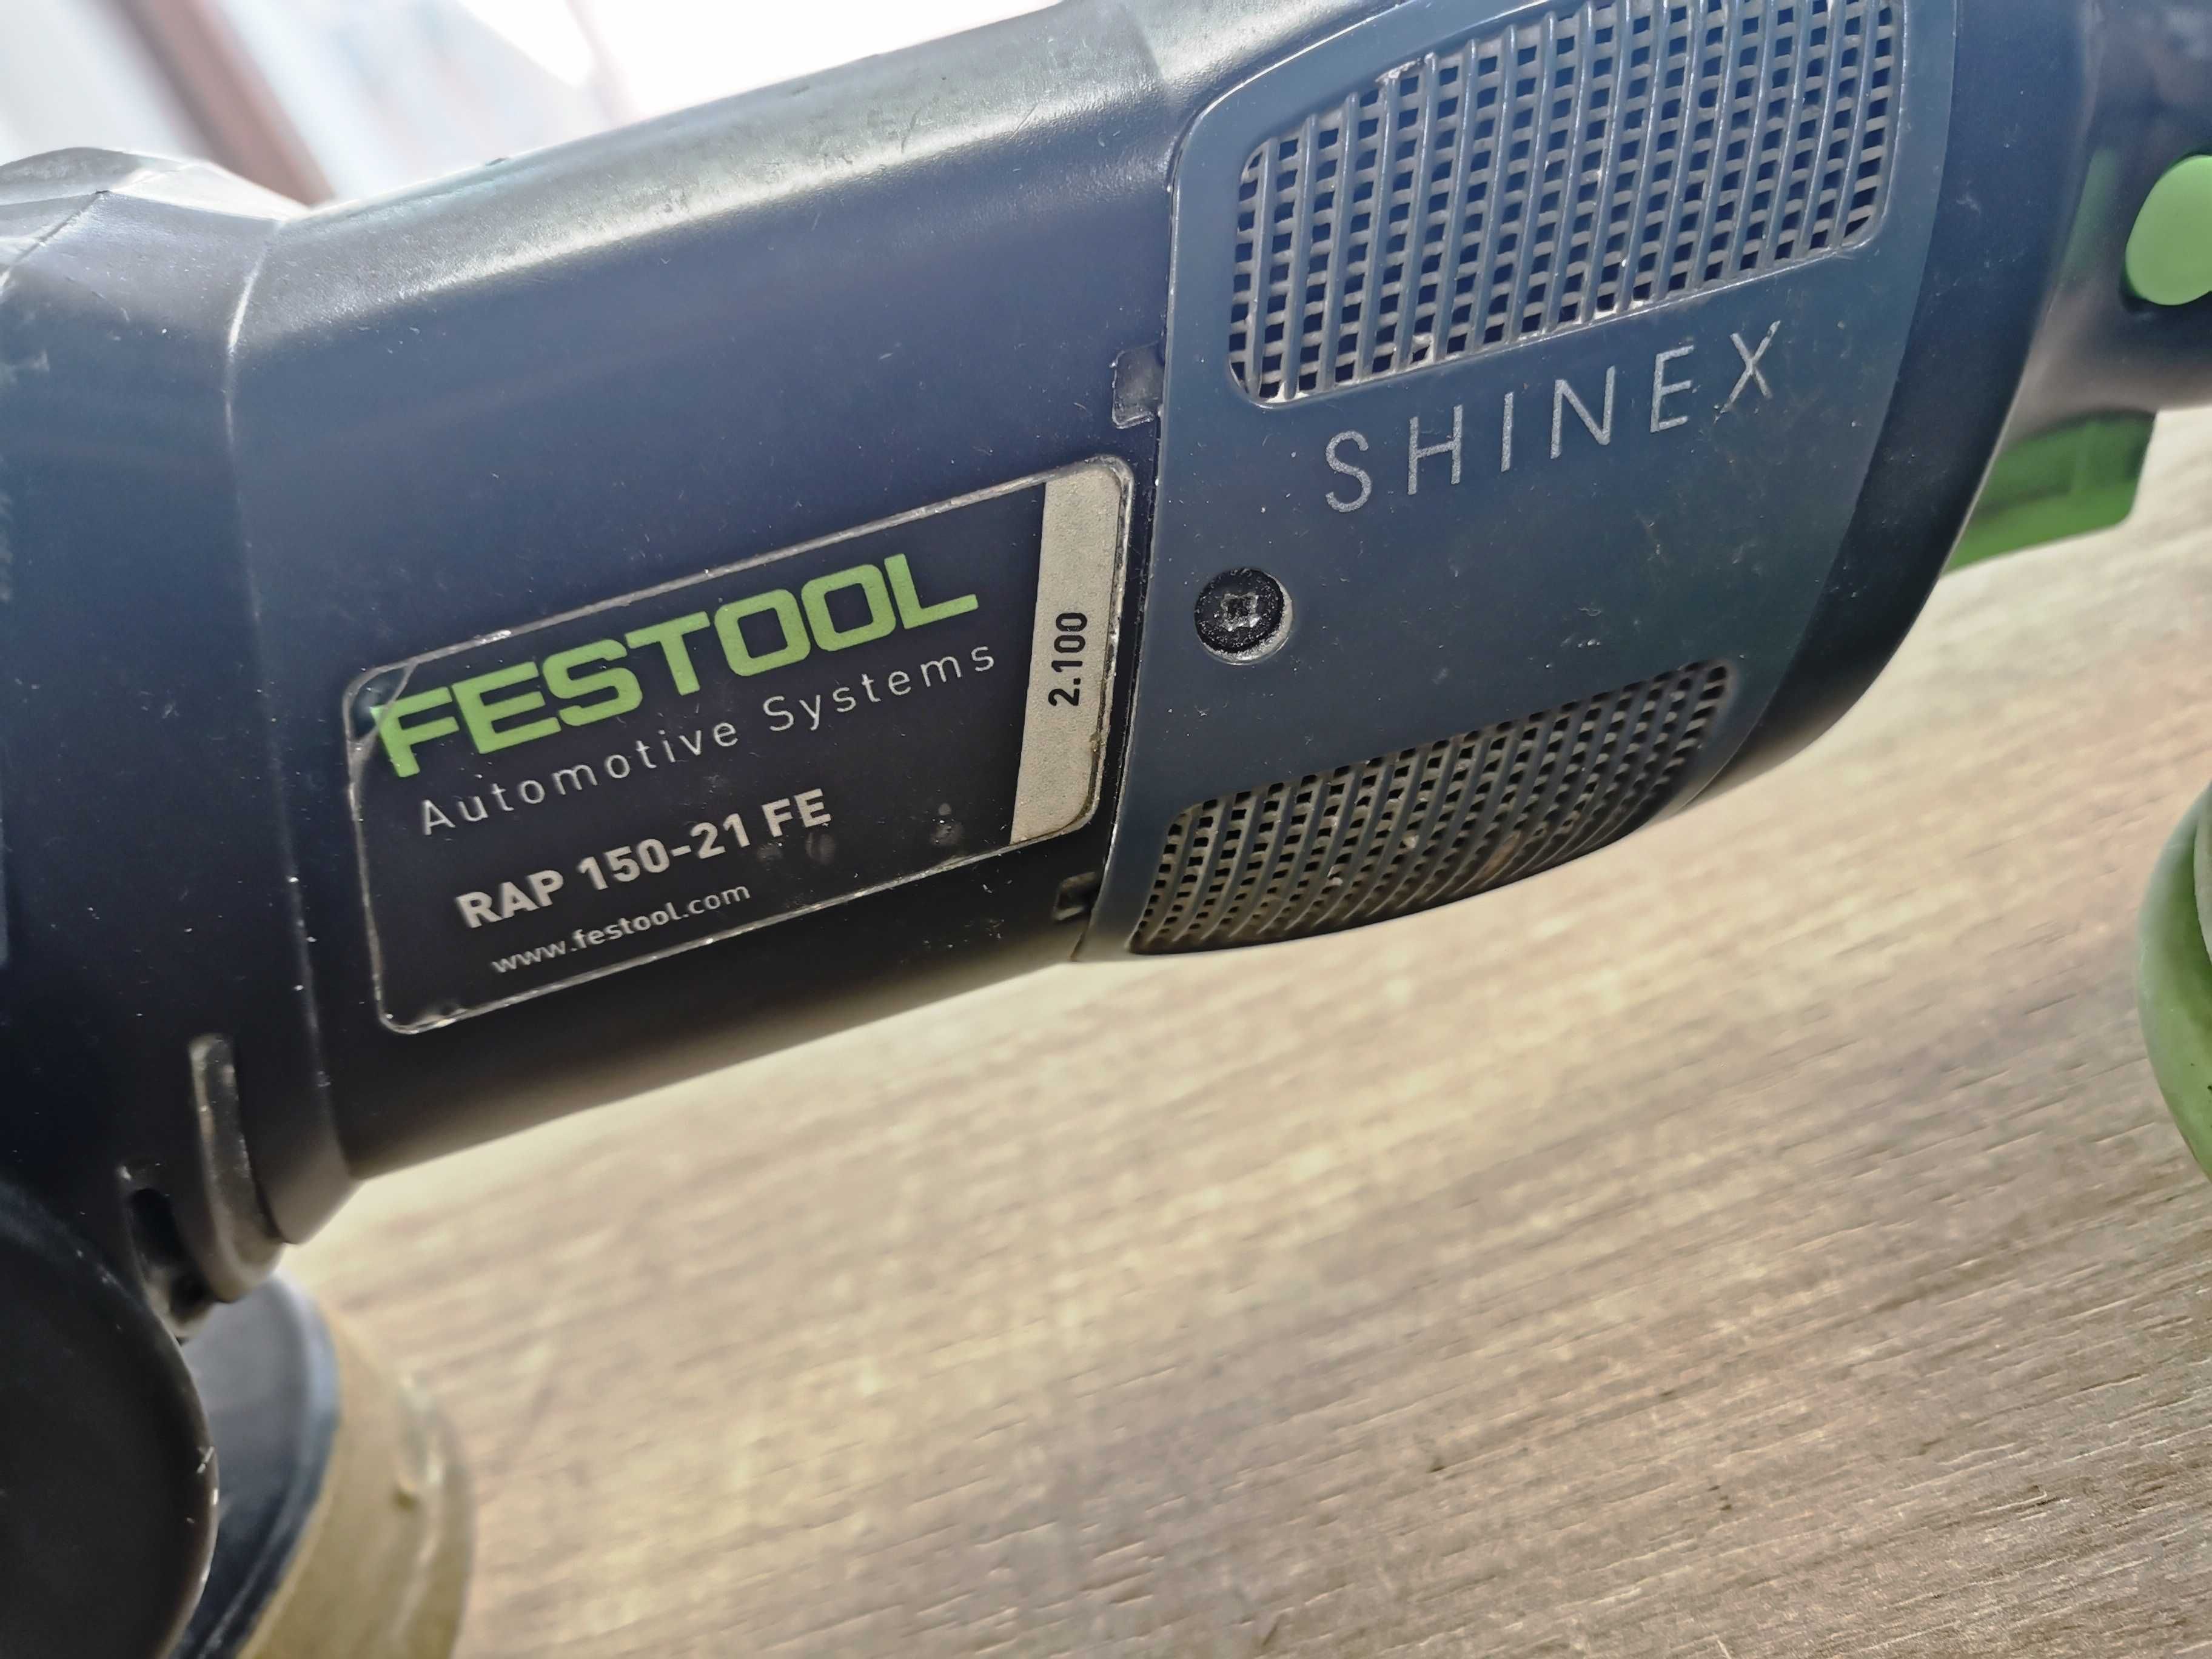 FESTOOL
Automotive Systems
RAP 150-21 FE
www.festool.com
2.100
SHINEX